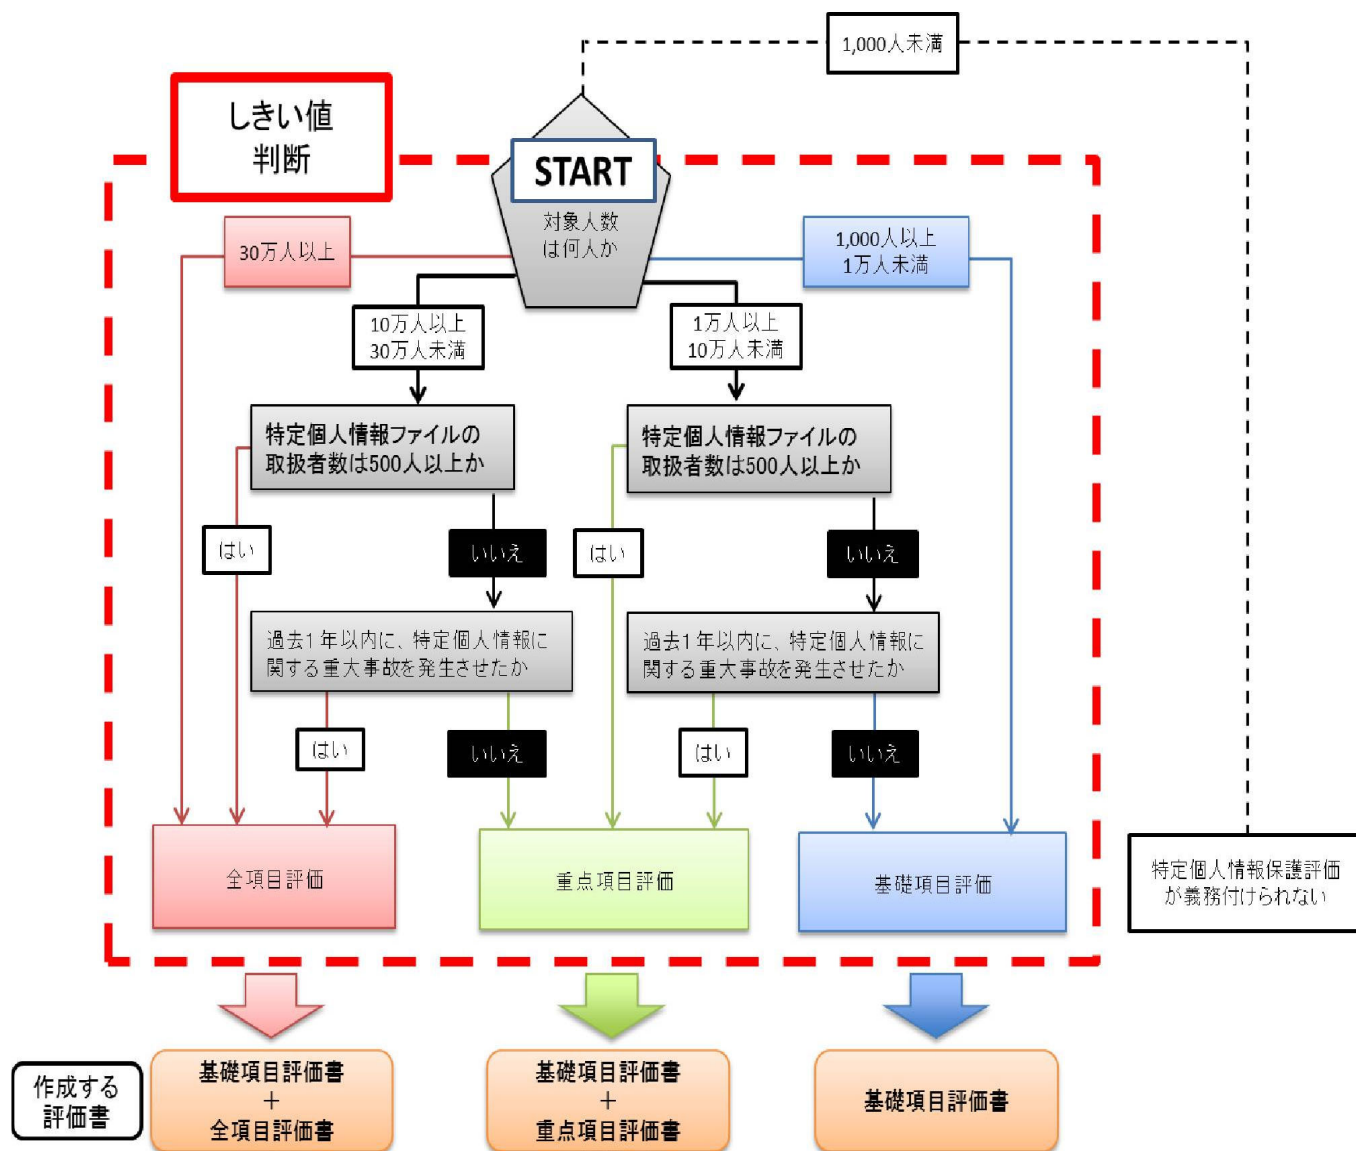 1,000人未満
しきい値
判断
START
対象人数
は何人か
30万人以上
1,000人以上
1万人未満
10万人以上
30万人未満
1万人以上
10万人未満
特定個人情報ファイルの
取扱者数は500人以上か
特定個人情報ファイルの
取扱者数は500人以上か
はい
いいえ
はい
いいえ
過去1年以内に、特定個人情報に
関する重大事故を発生させたか
過去1年以内に、特定個人情報に
関する重大事故を発生させたか
はい
いいえ
はい
いいえ
全項目評価
重点項目評価
基礎項目評価
特定個人情報保護評価
が義務付けられない
作成する
評価書
基礎項目評価書
＋
全項目評価書
基礎項目評価書
＋
重点項目評価書
基礎項目評価書